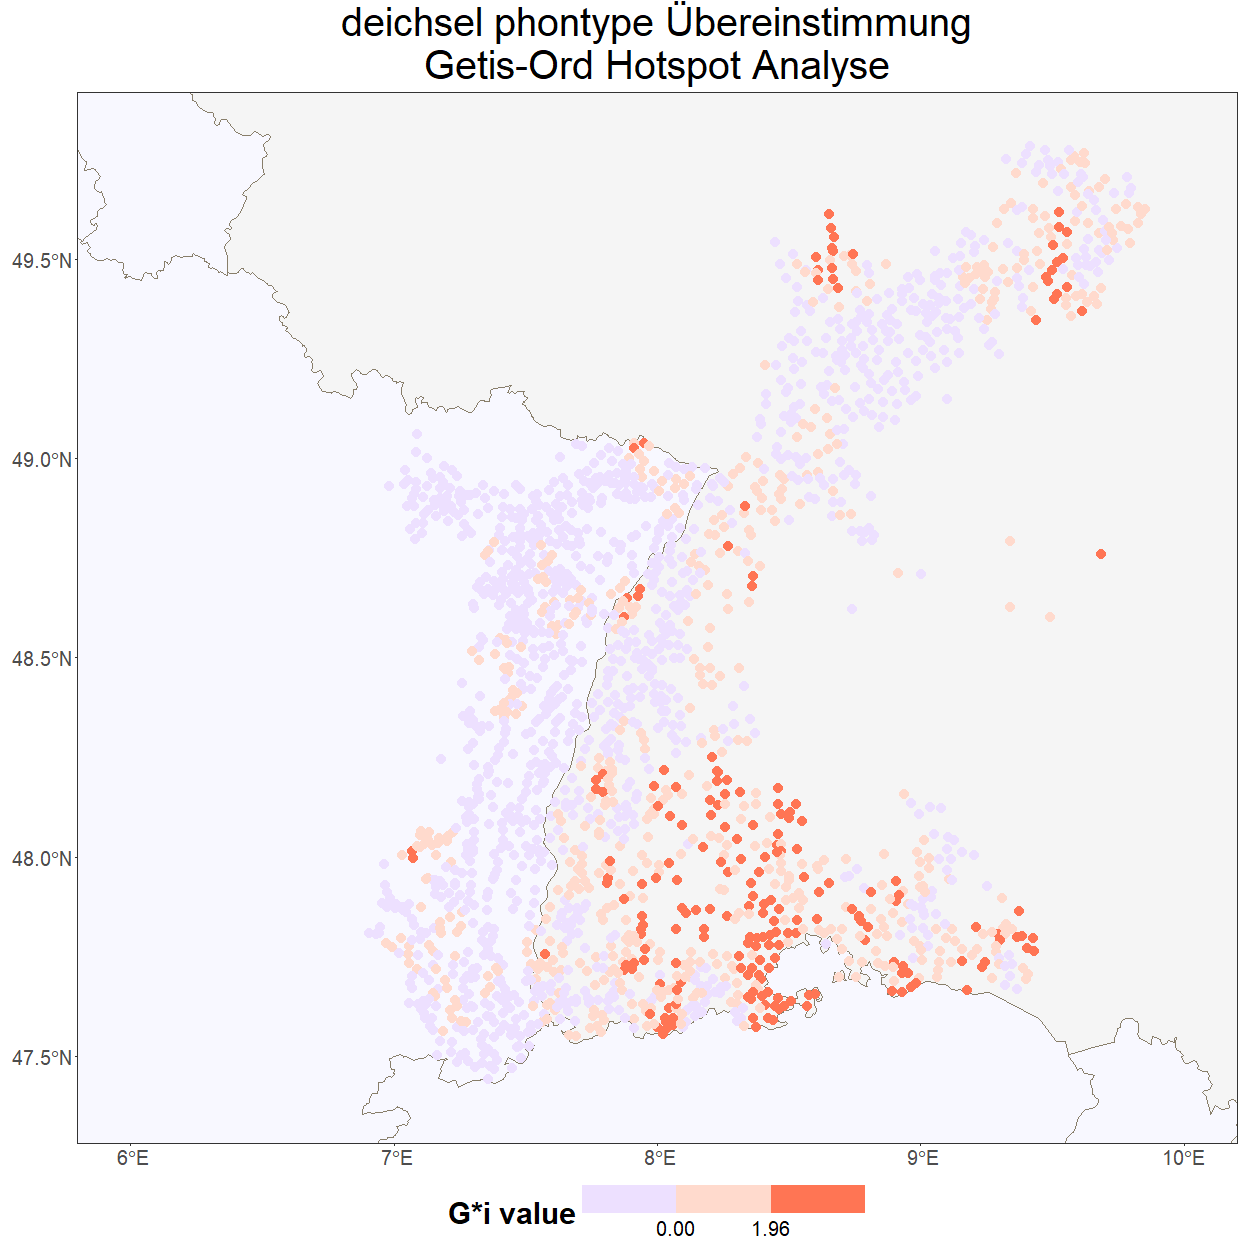 deichsel phontype Übereinstimmung
Getis-Ord Hotspot Analyse
49.5°N
49.0°N
48.5°N
48.0°N
47.5°N
6°E 7°E 8°E 9°E 10°E
G*i value
0.00 1.96